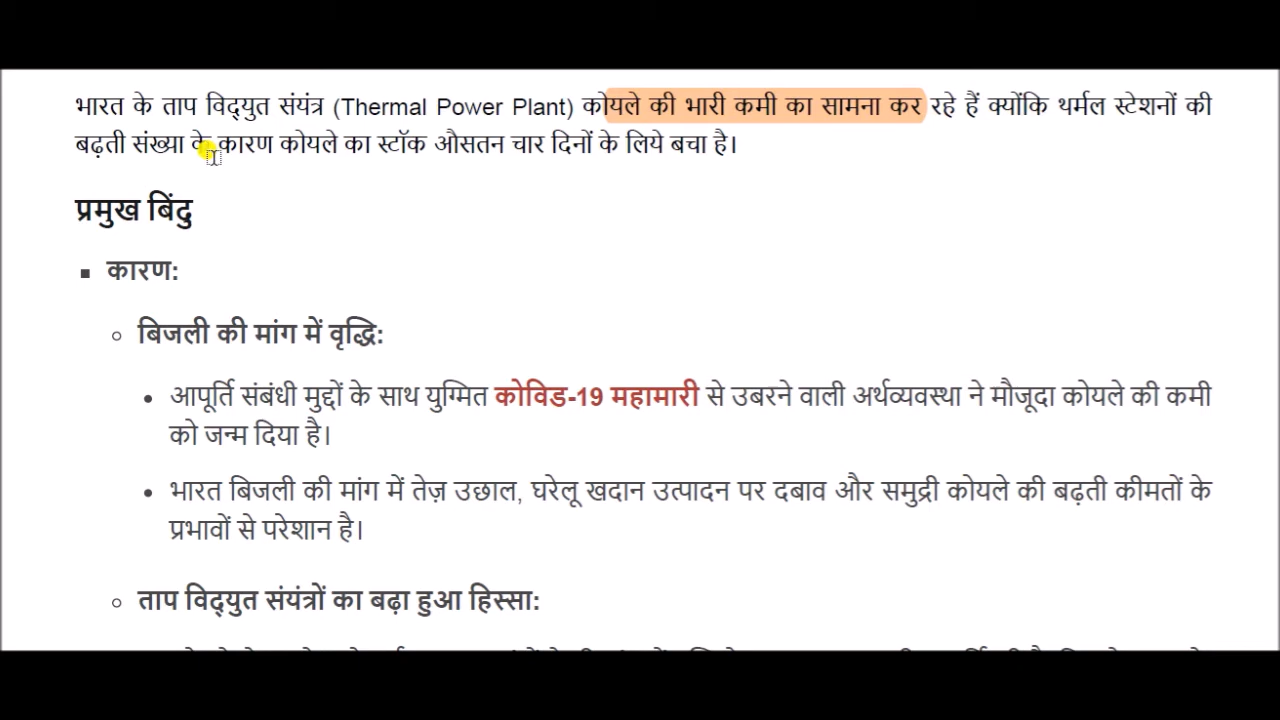 भारत के ताप विद्युत संयंत्र (Thermal Power Plant) कोयले की भारी कमी का सामना कर रहे हैं क्योंकि थर्मल स्टेशनों की
बढ़ती संख्या के कारण कोयले का स्टॉक औसतन चार दिनों के लिये बचा है।
प्रमुख बिंदु
▪ कारण:
○ बिजली की मांग में वृद्धि:
• आपूर्ति संबंधी मुद्दों के साथ युग्मित कोविड-19 महामारी से उबरने वाली अर्थव्यवस्था ने मौजूदा कोयले की कमी
को जन्म दिया है।
• भारत बिजली की मांग में तेज़ उछाल, घरेलू खदान उत्पादन पर दबाव और समुद्री कोयले की बढ़ती कीमतों के
प्रभावों से परेशान है।
○ ताप विद्युत संयंत्रों का बढ़ा हुआ हिस्सा: